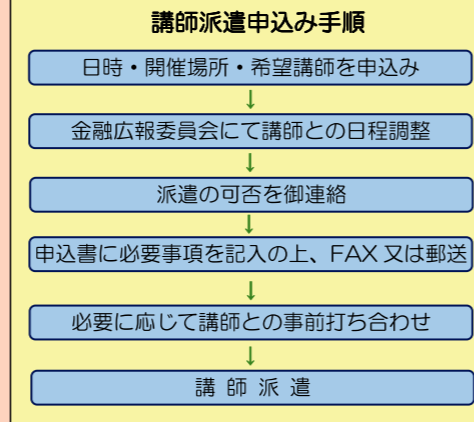 講師派遣申込み手順
日時・開催場所・希望講師を申込み
↓
金融広報委員会にて講師との日程調整
↓
派遣の可否を御連絡
↓
申込書に必要事項を記入の上、FAX 又は郵送
↓
必要に応じて講師との事前打ち合わせ
↓
講 師 派 遣